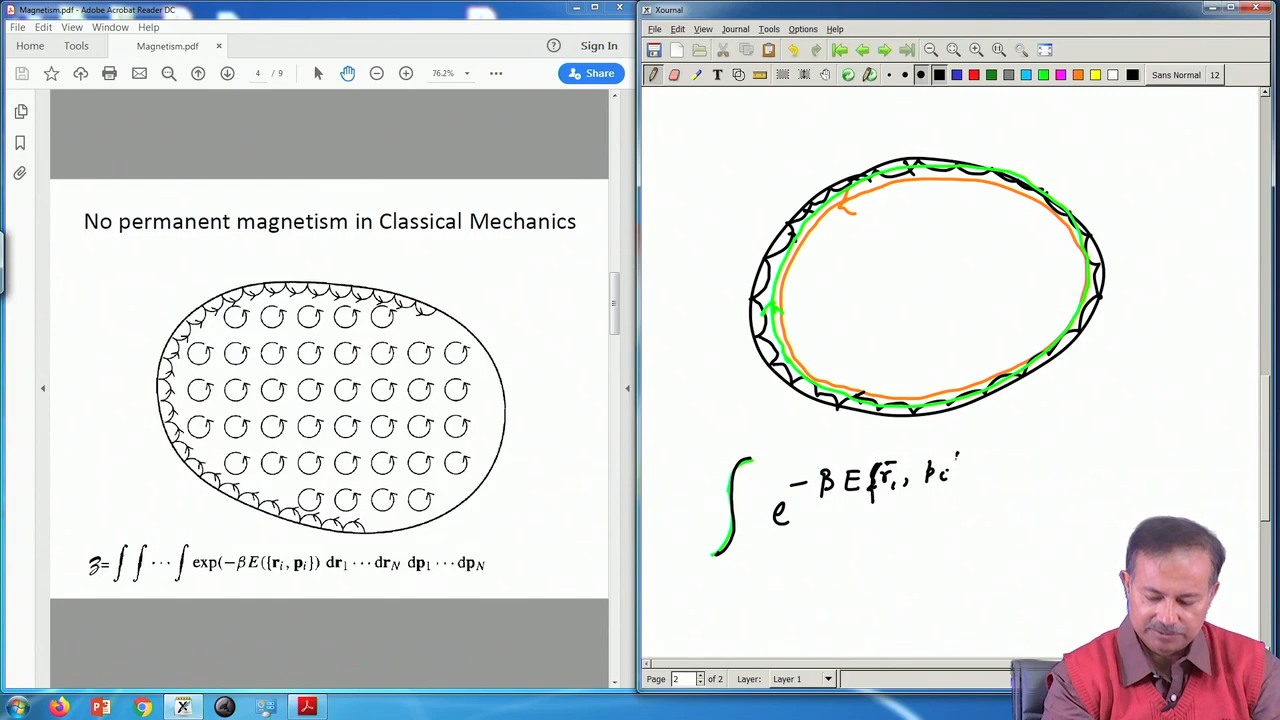 Magnetism.pdf - Adobe Acrobat Reader DC
File Edit View Window Help
Home Tools Magnetism.pdf × Sign In
4 / 9 76.2% Share
No permanent magnetism in Classical Mechanics
𝔷= ∫ ∫ ⋯ ∫ exp(−βE({𝐫ᵢ, 𝐩ᵢ}) d𝐫₁ ⋯ d𝐫_N d𝐩₁ ⋯ d𝐩_N
Xournal
File Edit View Journal Tools Options Help
Sans Normal 12
∫ e^{-βE{r̄ᵢ, pᵢ
Page 2 of 2 Layer: Layer 1